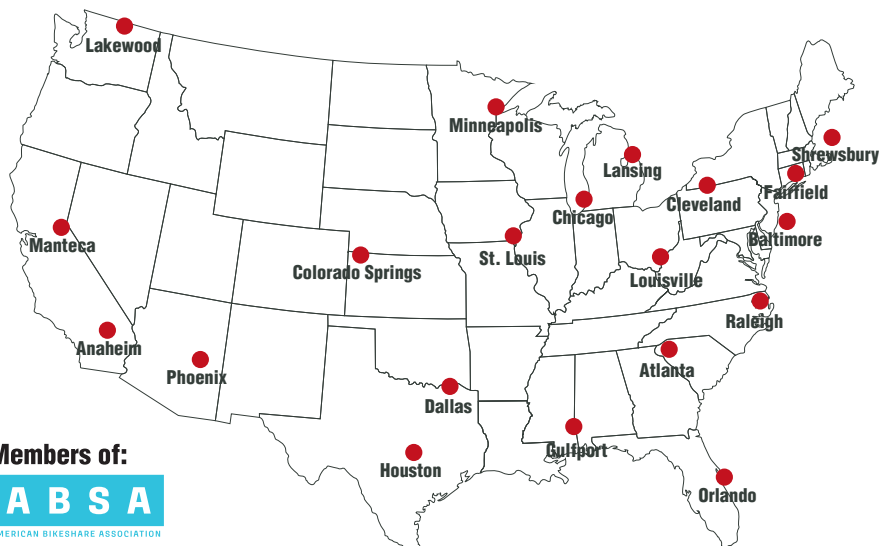 Lakewood
Minneapolis
Shrewsbury
Lansing
Fairfield
Cleveland
Chicago
Baltimore
Manteca
St. Louis
Colorado Springs
Louisville
Raleigh
Anaheim
Atlanta
Phoenix
Dallas
Gulfport
Houston
Orlando
Members of:
ABSA
MERICAN BIKESHARE ASSOCIATION